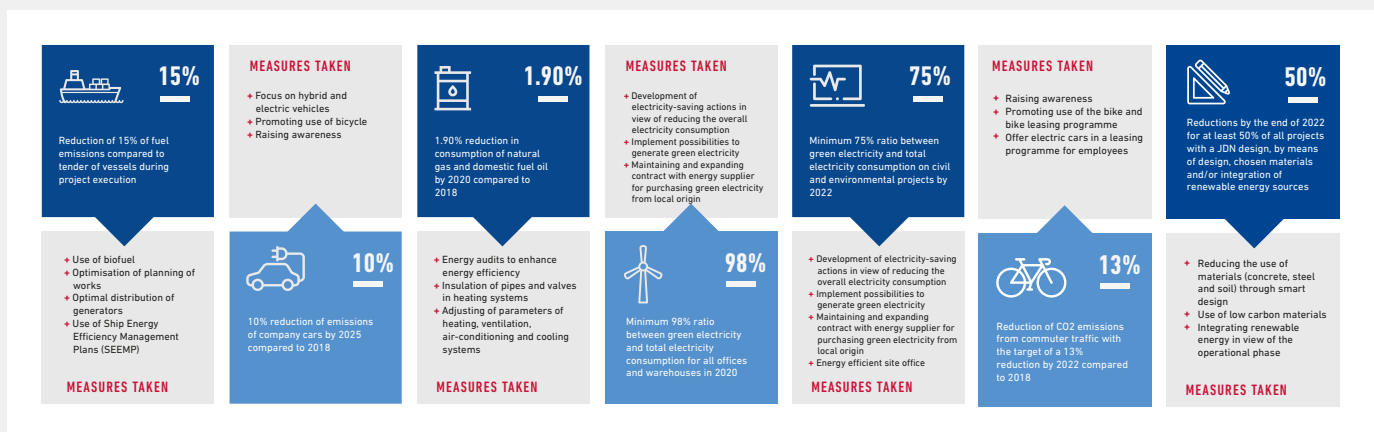 15%
Reduction of 15% of fuel
emissions compared to
tender of vessels during
project execution
+ Use of biofuel
+ Optimisation of planning of
works
+ Optimal distribution of
generators
+ Use of Ship Energy
Efficiency Management
Plans (SEEMP)
MEASURES TAKEN
MEASURES TAKEN
+ Focus on hybrid and
electric vehicles
+ Promoting use of bicycle
+ Raising awareness
10%
10% reduction of emissions
of company cars by 2025
compared to 2018
1.90%
1.90% reduction in
consumption of natural
gas and domestic fuel oil
by 2020 compared to
2018
+ Energy audits to enhance
energy efficiency
+ Insulation of pipes and valves
in heating systems
+ Adjusting of parameters of
heating, ventilation,
air-conditioning and cooling
systems
MEASURES TAKEN
MEASURES TAKEN
+ Development of
electricity-saving actions in
view of reducing the overall
electricity consumption
+ Implement possibilities to
generate green electricity
+ Maintaining and expanding
contract with energy supplier
for purchasing green electricity
from local origin
98%
Minimum 98% ratio
between green electricity
and total electricity
consumption for all offices
and warehouses in 2020
75%
Minimum 75% ratio between
green electricity and total
electricity consumption on civil
and environmental projects by
2022
+ Development of electricity-saving
actions in view of reducing the
overall electricity consumption
+ Implement possibilities to
generate green electricity
+ Maintaining and expanding
contract with energy supplier for
purchasing green electricity from
local origin
+ Energy efficient site office
MEASURES TAKEN
MEASURES TAKEN
+ Raising awareness
+ Promoting use of the bike and
bike leasing programme
+ Offer electric cars in a leasing
programme for employees
13%
Reduction of CO2 emissions
from commuter traffic with
the target of a 13%
reduction by 2022 compared
to 2018
50%
Reductions by the end of 2022
for at least 50% of all projects
with a JDN design, by means
of design, chosen materials
and/or integration of
renewable energy sources
+ Reducing the use of
materials (concrete, steel
and soil) through smart
design
+ Use of low carbon materials
+ Integrating renewable
energy in view of the
operational phase
MEASURES TAKEN